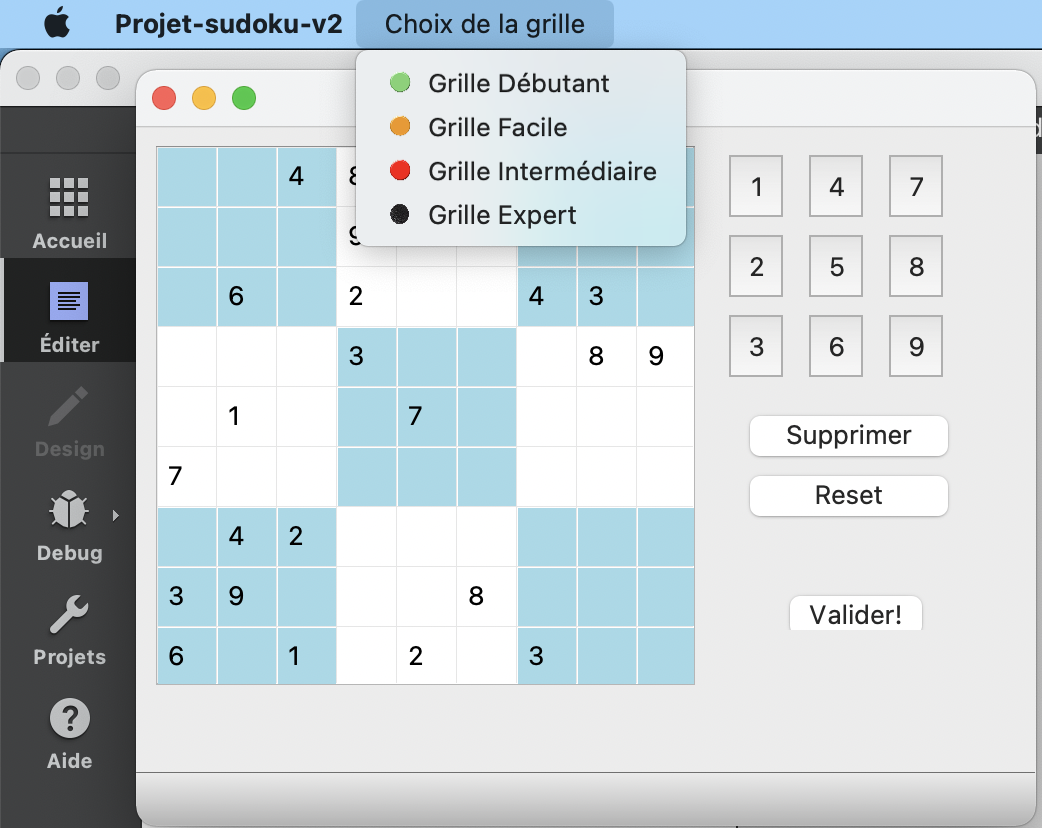 Projet-sudoku-v2 Choix de la grille
Grille Débutant
Grille Facile
Grille Intermédiaire
Grille Expert
Accueil
Éditer
Design
Debug
Projets
Aide
4
6 2 4 3
3 8 9
1 7
7
4 2
3 9 8
6 1 2 3
1 4 7
2 5 8
3 6 9
Supprimer
Reset
Valider!